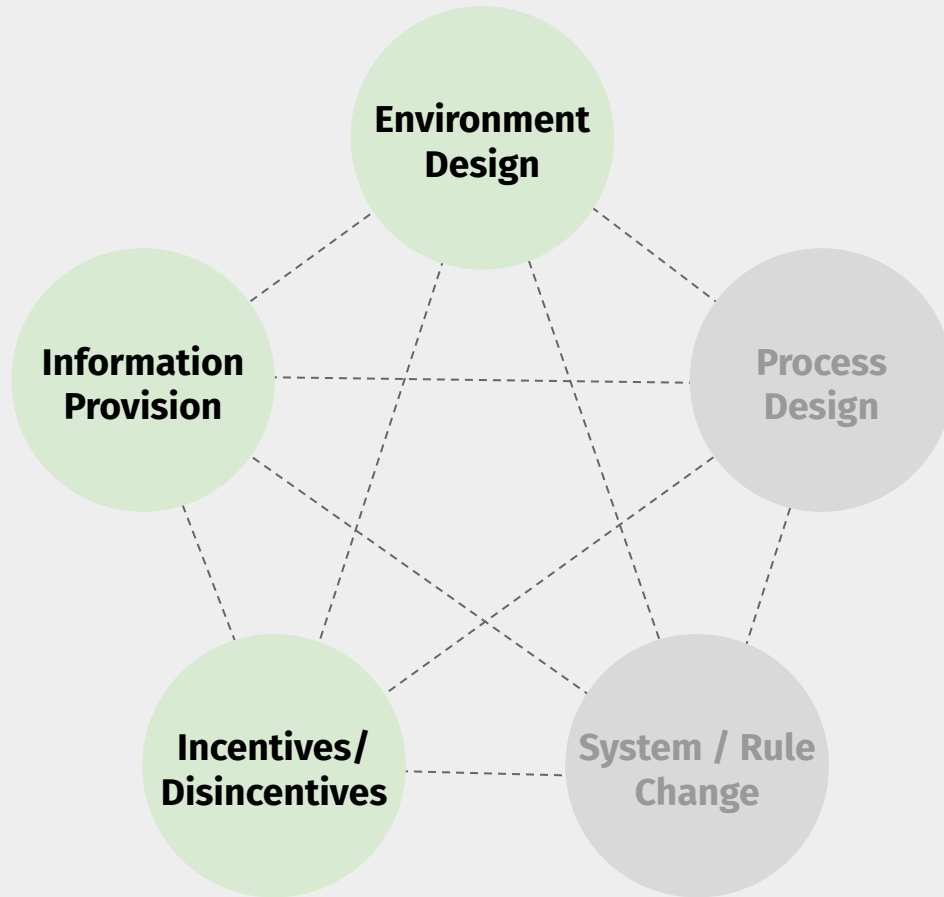 Environment
Design
Information
Provision
Process
Design
Incentives/
Disincentives
System / Rule
Change